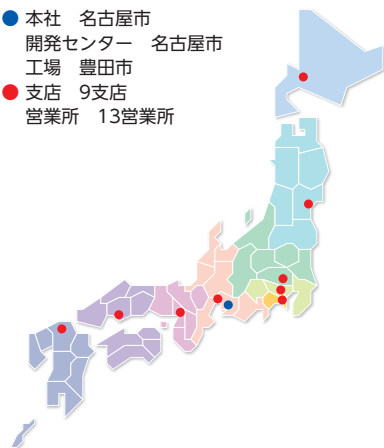 本社　名古屋市
開発センター　名古屋市
工場　豊田市
支店　9支店
営業所　13営業所